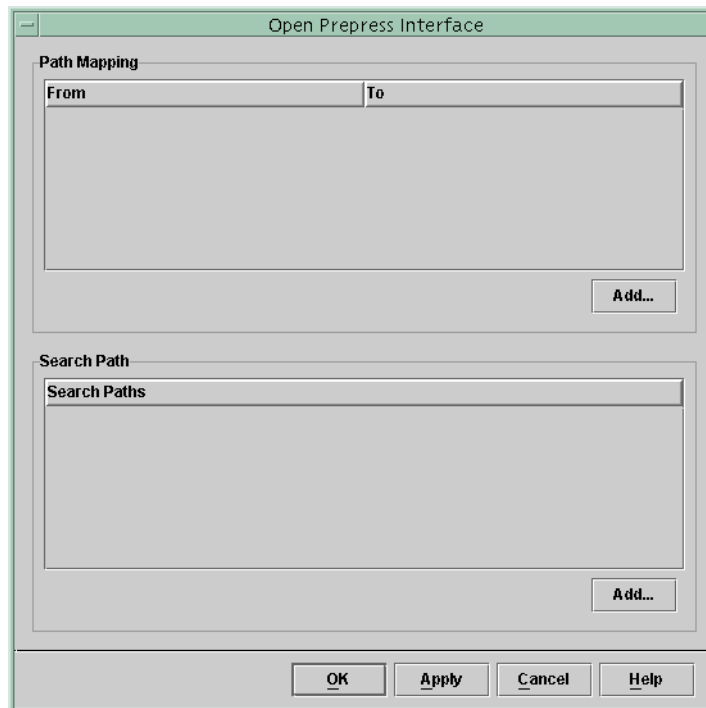 Open Prepress Interface
Path Mapping
From To
Add...
Search Path
Search Paths
Add...
OK Apply Cancel Help